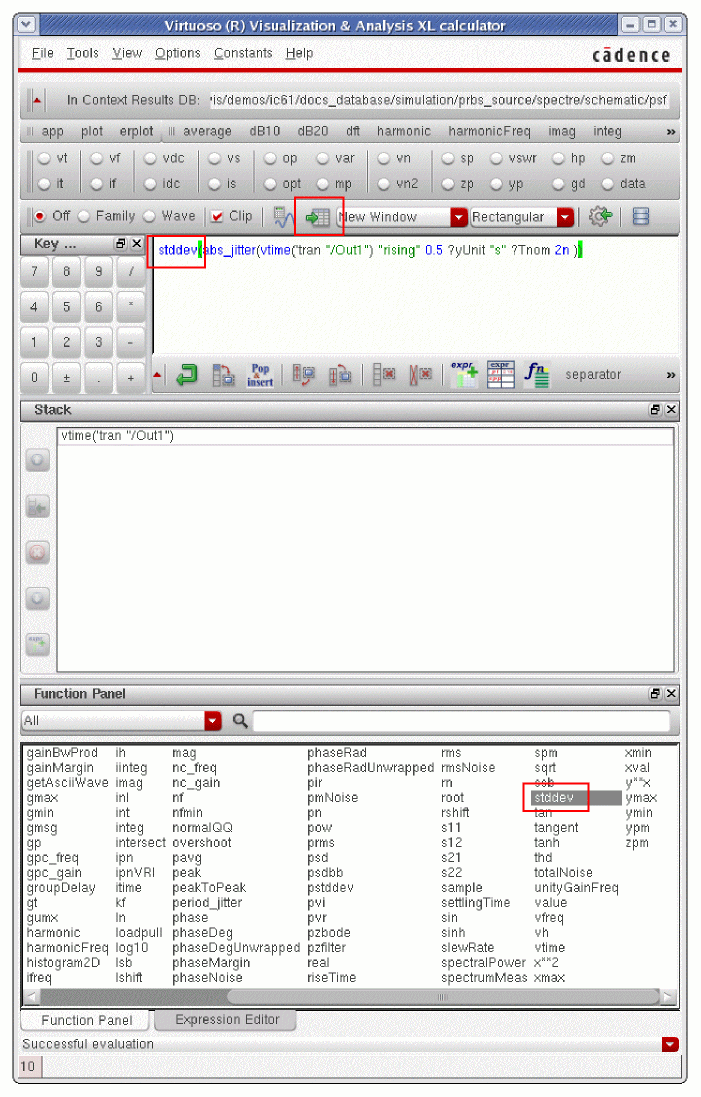 Virtuoso (R) Visualization & Analysis XL calculator
File Tools View Options Constants Help cādence
In Context Results DB: 'is/demos/ic61/docs_database/simulation/prbs_source/spectre/schematic/psf
app plot erplot average dB10 dB20 dft harmonic harmonicFreq imag integ »
vt vf vdc vs op var vn sp vswr hp zm
it if idc is opt mp vn2 zp yp gd data
Off Family Wave Clip New Window Rectangular
Key ...
stddev(abs_jitter(vtime('tran "/Out1") "rising" 0.5 ?yUnit "s" ?Tnom 2n ))
7 8 9 /
4 5 6 *
1 2 3 -
0 ± . +
Pop & insert expr expr fn separator »
Stack
vtime('tran "/Out1")
expr
Function Panel
All
gainBwProd ih mag phaseRad rms spm xmin
gainMargin iinteg nc_freq phaseRadUnwrapped rmsNoise sqrt xval
getAsciiWave imag nc_gain pir rn ssb y**x
gmax inl nf pmNoise root stddev ymax
gmin int nfmin pn rshift tan ymin
gmsg integ normalQQ pow s11 tangent ypm
gp intersect overshoot prms s12 tanh zpm
gpc_freq ipn pavg psd s21 thd
gpc_gain ipnVRI peak psdbb s22 totalNoise
groupDelay itime peakToPeak pstddev sample unityGainFreq
gt kf period_jitter pvi settlingTime value
gumx ln phase pvr sin vfreq
harmonic loadpull phaseDeg pzbode sinh vh
harmonicFreq log10 phaseDegUnwrapped pzfilter slewRate vtime
histogram2D lsb phaseMargin real spectralPower x**2
ifreq lshift phaseNoise riseTime spectrumMeas xmax
Function Panel Expression Editor
Successful evaluation
10